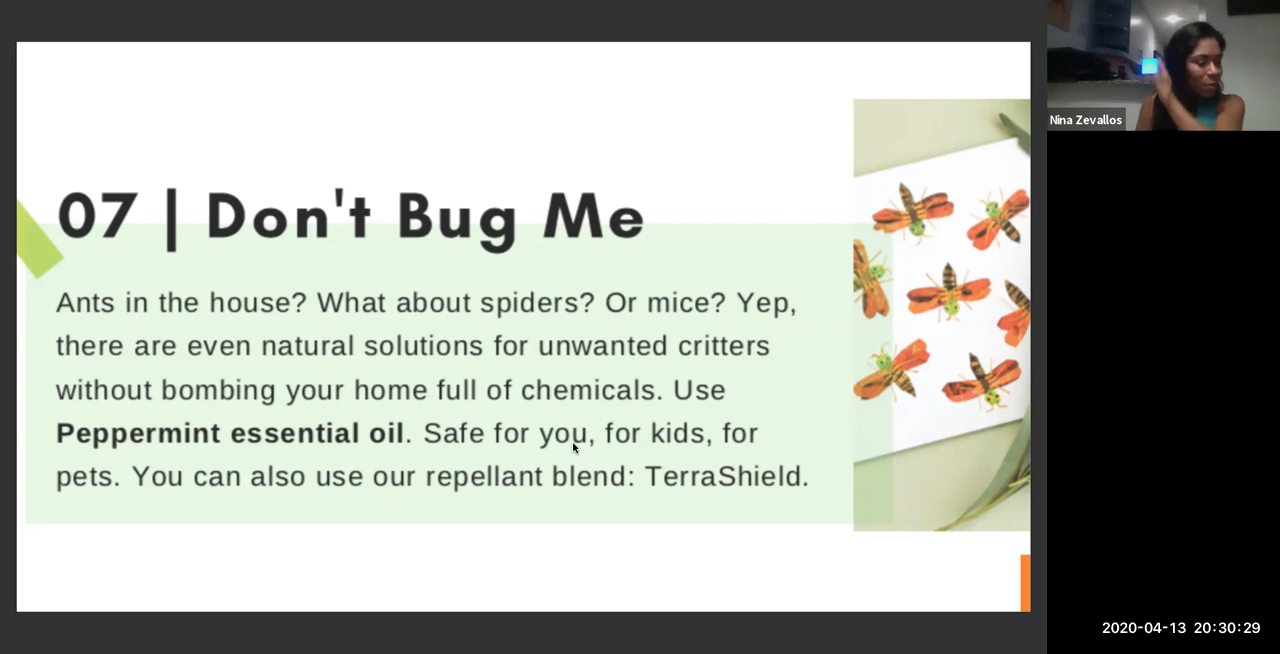 07 | Don't Bug Me
Ants in the house? What about spiders? Or mice? Yep,
there are even natural solutions for unwanted critters
without bombing your home full of chemicals. Use
Peppermint essential oil. Safe for you, for kids, for
pets. You can also use our repellant blend: TerraShield.
Nina Zevallos
2020-04-13 20:30:29